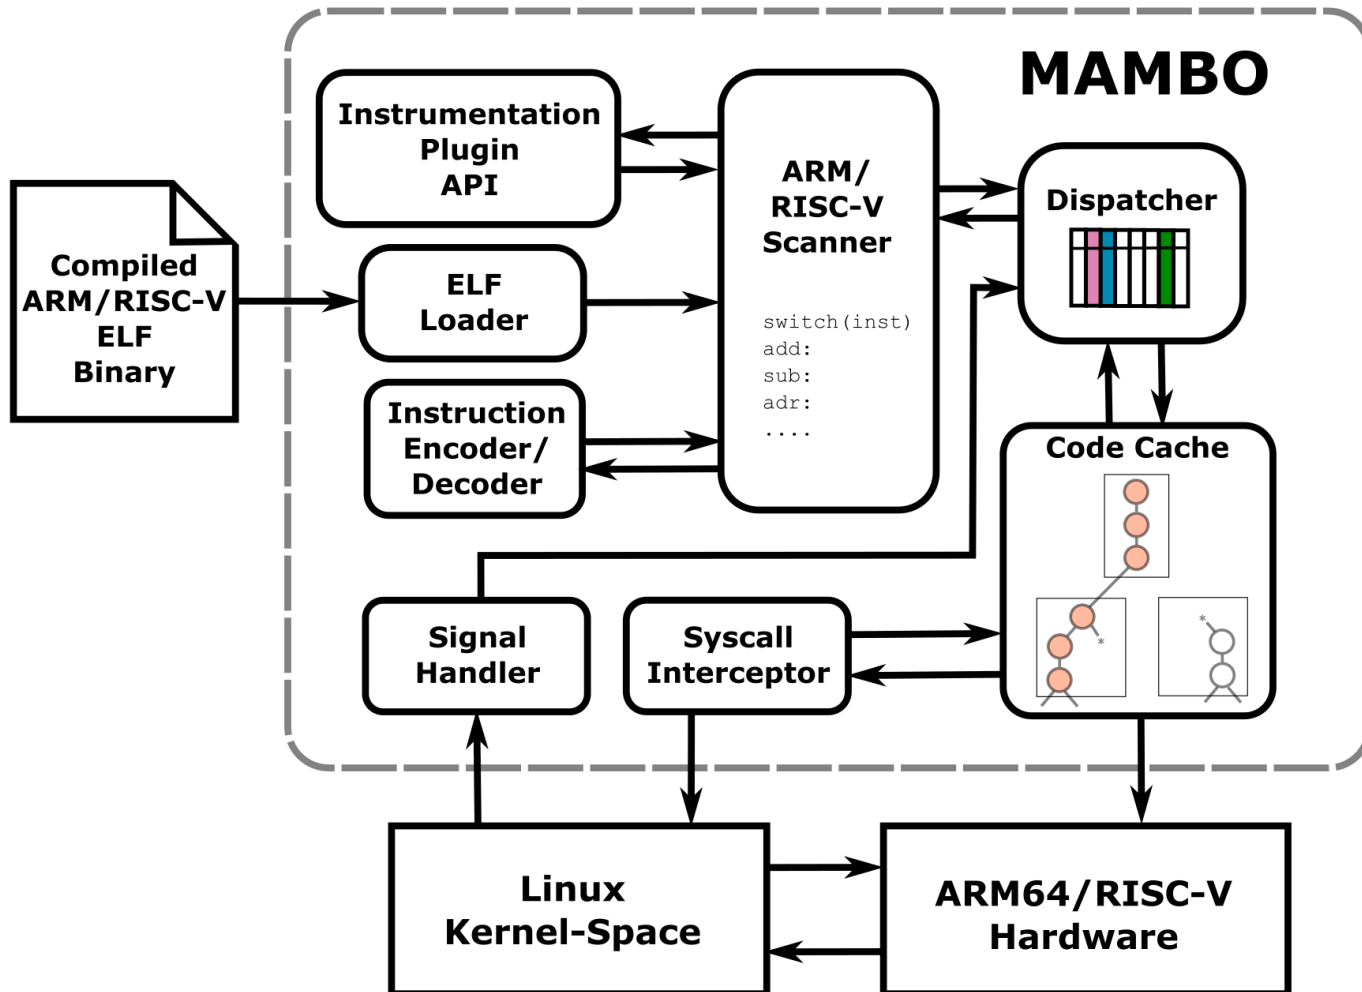 MAMBO
Instrumentation
Plugin
API
ARM/
RISC-V
Scanner
switch(inst)
add:
sub:
adr:
....
Dispatcher
Compiled
ARM/RISC-V
ELF
Binary
ELF
Loader
Instruction
Encoder/
Decoder
Code Cache
*
*
Signal
Handler
Syscall
Interceptor
Linux
Kernel-Space
ARM64/RISC-V
Hardware